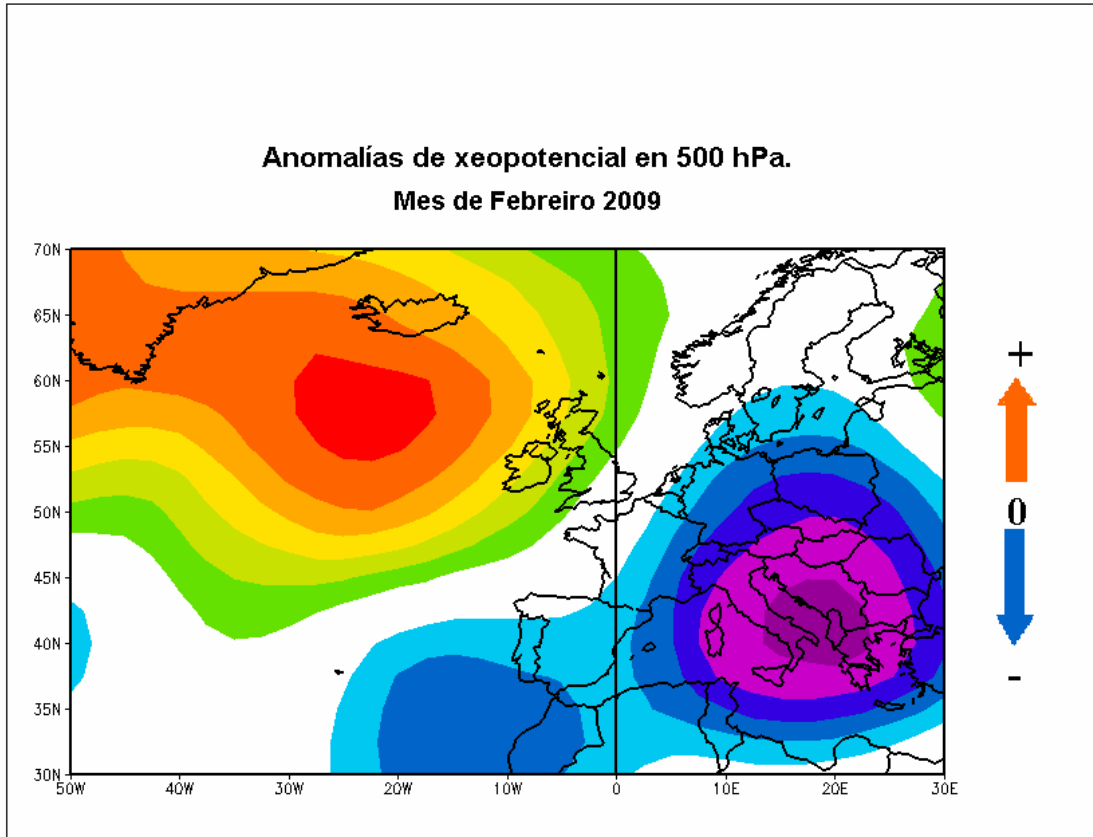 Anomalías de xeopotencial en 500 hPa.
Mes de Febreiro 2009
70N
65N
60N
55N
50N
45N
40N
35N
30N
50W 40W 30W 20W 10W 0 10E 20E 30E
+
0
-